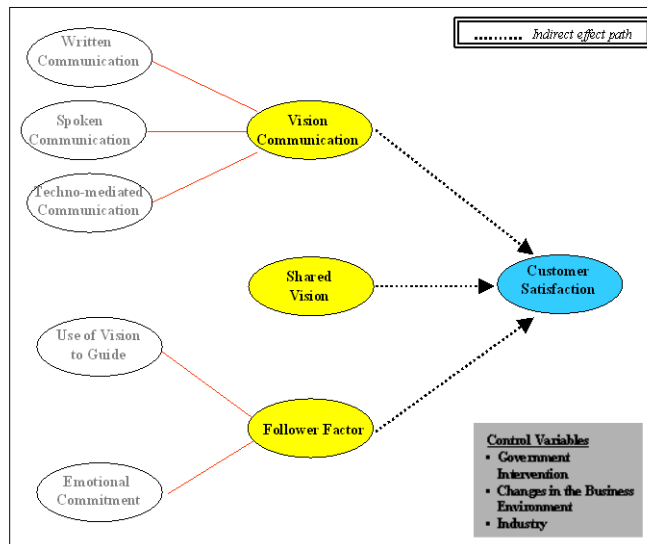 Written
Communication
.......... Indirect effect path
Spoken
Communication
Vision
Communication
Techno-mediated
Communication
Shared
Vision
Customer
Satisfaction
Use of Vision
to Guide
Follower Factor
Emotional
Commitment
Control Variables
▪ Government
Intervention
▪ Changes in the Business
Environment
▪ Industry